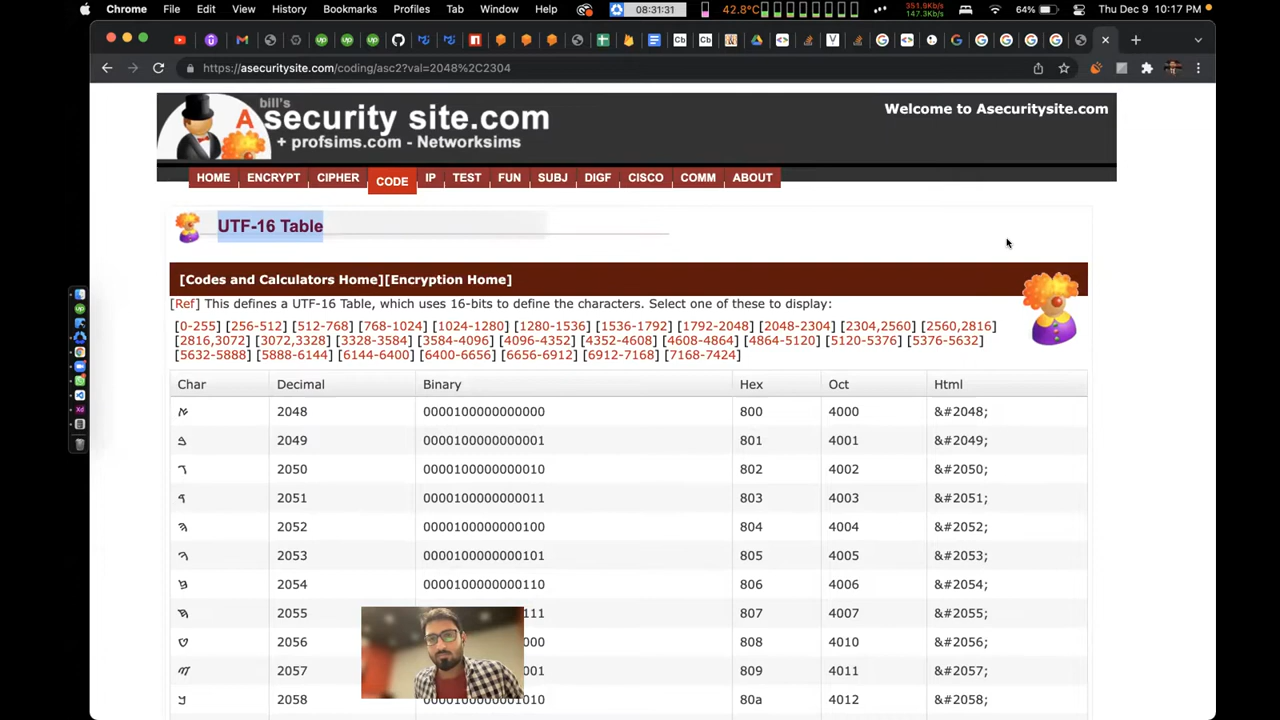 Chrome File Edit View History Bookmarks Profiles Tab Window Help 08:31:31 42.8°C 351.9Kb/s 147.3Kb/s 64% Thu Dec 9 10:17 PM
https://asecuritysite.com/coding/asc2?val=2048%2C2304
bill's
A security site.com
+ profsims.com - Networksims
Welcome to Asecuritysite.com
HOME ENCRYPT CIPHER CODE IP TEST FUN SUBJ DIGF CISCO COMM ABOUT
UTF-16 Table
[Codes and Calculators Home][Encryption Home]
[Ref] This defines a UTF-16 Table, which uses 16-bits to define the characters. Select one of these to display:
[0-255] [256-512] [512-768] [768-1024] [1024-1280] [1280-1536] [1536-1792] [1792-2048] [2048-2304] [2304,2560] [2560,2816]
[2816,3072] [3072,3328] [3328-3584] [3584-4096] [4096-4352] [4352-4608] [4608-4864] [4864-5120] [5120-5376] [5376-5632]
[5632-5888] [5888-6144] [6144-6400] [6400-6656] [6656-6912] [6912-7168] [7168-7424]
Char Decimal Binary Hex Oct Html
ࠀ 2048 0000100000000000 800 4000 &#2048;
ࠁ 2049 0000100000000001 801 4001 &#2049;
ࠂ 2050 0000100000000010 802 4002 &#2050;
ࠃ 2051 0000100000000011 803 4003 &#2051;
ࠄ 2052 0000100000000100 804 4004 &#2052;
ࠅ 2053 0000100000000101 805 4005 &#2053;
ࠆ 2054 0000100000000110 806 4006 &#2054;
ࠇ 2055 111 807 4007 &#2055;
ࠈ 2056 000 808 4010 &#2056;
ࠉ 2057 001 809 4011 &#2057;
ࠊ 2058 0000100000001010 80a 4012 &#2058;